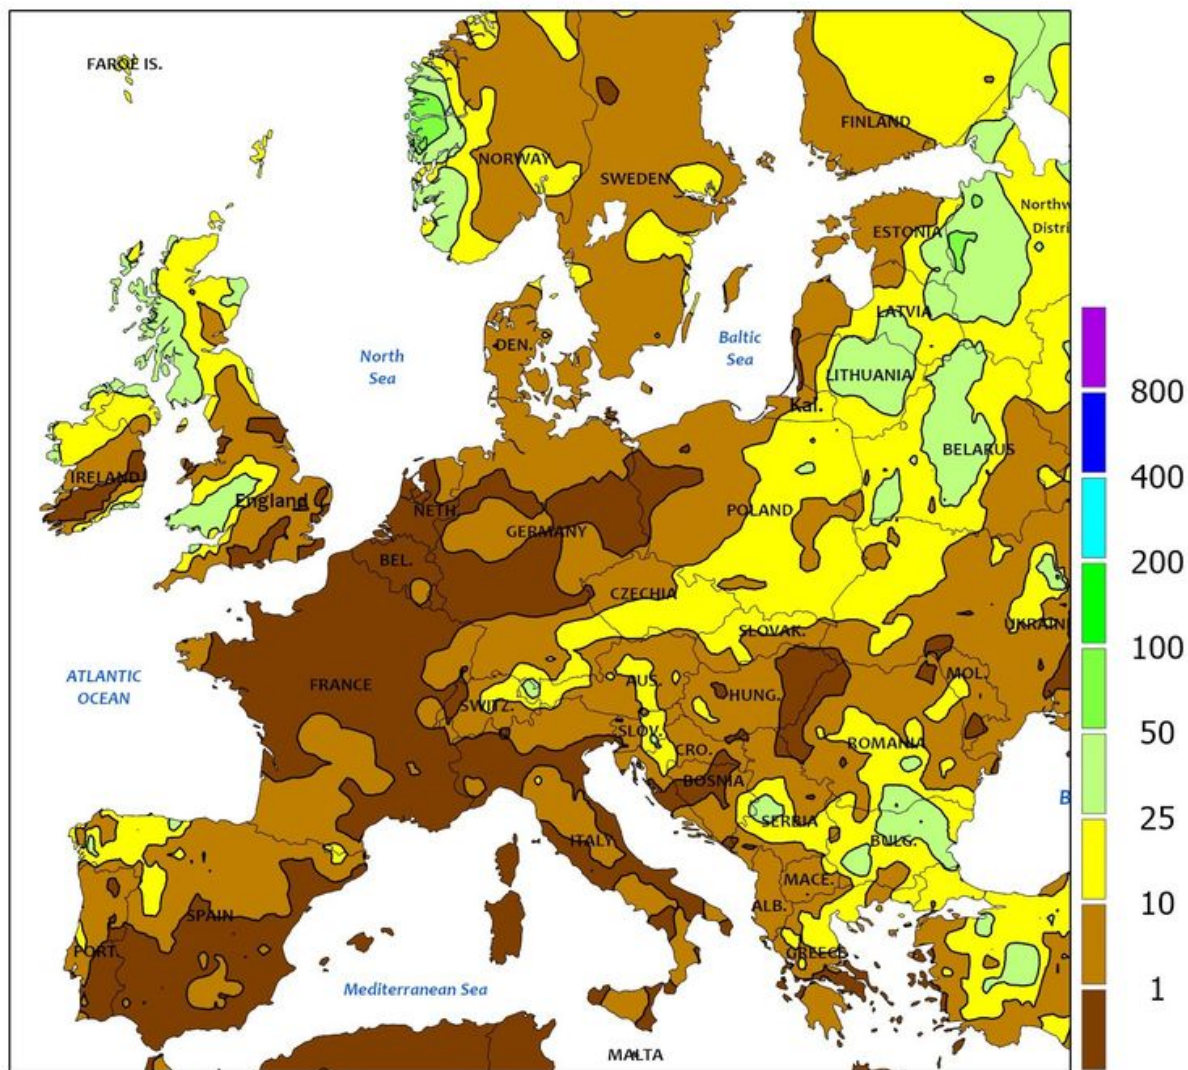 FAROE IS.
FINLAND
NORWAY
SWEDEN
Northw
Distri
ESTONIA
LATVIA
North
Sea
DEN.
Baltic
Sea
LITHUANIA
Kal.
800
IRELAND
England
BELARUS
400
NETH.
GERMANY
POLAND
BEL.
200
CZECHIA
UKRAIN
SLOVAK.
100
ATLANTIC
OCEAN
FRANCE
SWITZ.
AUS.
HUNG.
MOL.
SLOV.
CRO.
ROMANIA
50
BOSNIA
B
SERBIA
25
ITALY
BULG.
MACE.
SPAIN
ALB.
10
PORT.
GREECE
Mediterranean Sea
1
MALTA